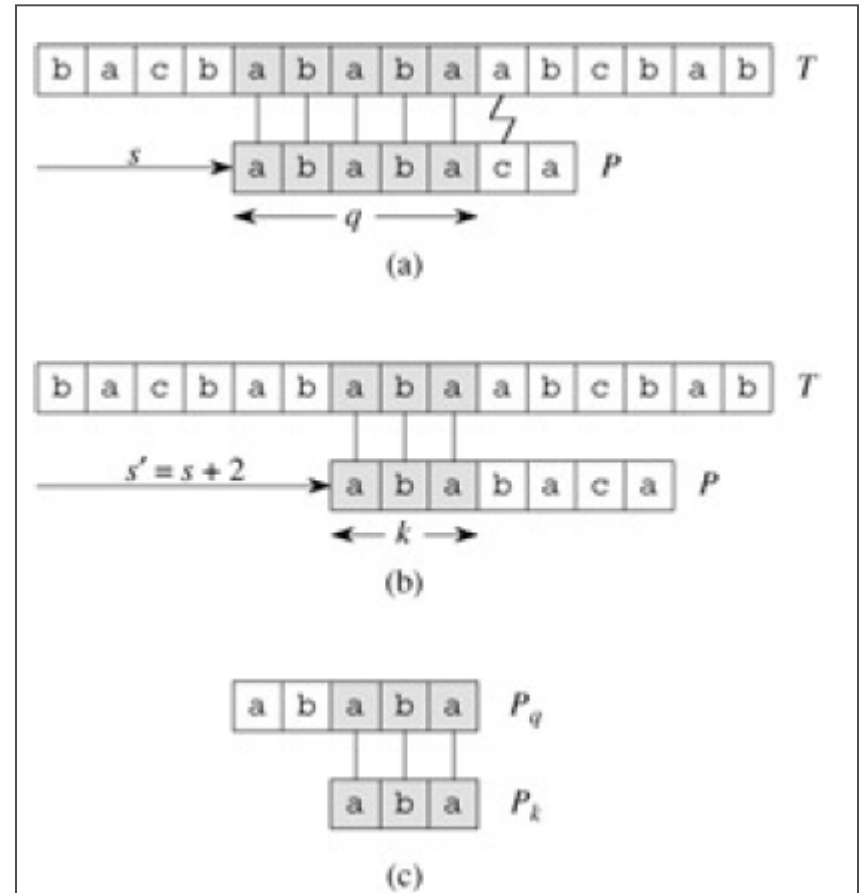 b a c b a b a b a a b c b a b T
s a b a b a c a P
q
(a)
b a c b a b a b a a b c b a b T
s' = s + 2 a b a b a c a P
k
(b)
a b a b a P_q
a b a P_k
(c)